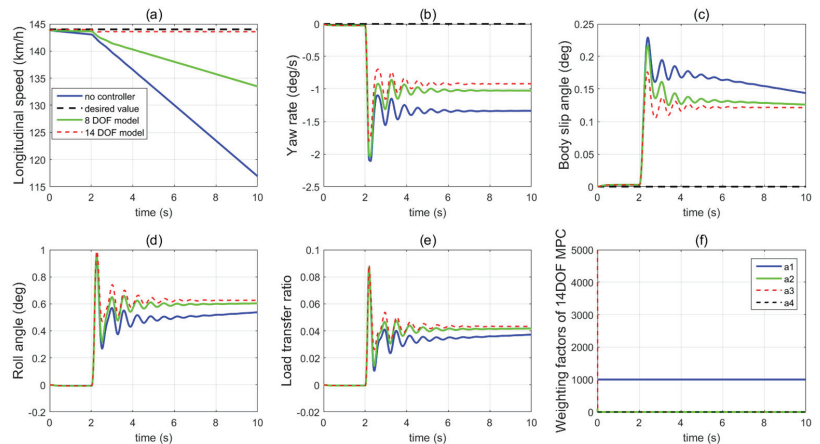 (a)
Longitudinal speed (km/h)
145
140
135
130
125
120
115
no controller
desired value
8 DOF model
14 DOF model
0 2 4 6 8 10
time (s)
(b)
Yaw rate (deg/s)
0
-0.5
-1
-1.5
-2
-2.5
0 2 4 6 8 10
time (s)
(c)
Body slip angle (deg)
0.25
0.2
0.15
0.1
0.05
0
0 2 4 6 8 10
time (s)
(d)
Roll angle (deg)
1
0.8
0.6
0.4
0.2
0
-0.2
0 2 4 6 8 10
time (s)
(e)
Load transfer ratio
0.1
0.08
0.06
0.04
0.02
0
-0.02
0 2 4 6 8 10
time (s)
(f)
Weighting factors of 14DOF MPC
5000
4000
3000
2000
1000
0
a1
a2
a3
a4
0 2 4 6 8 10
time (s)